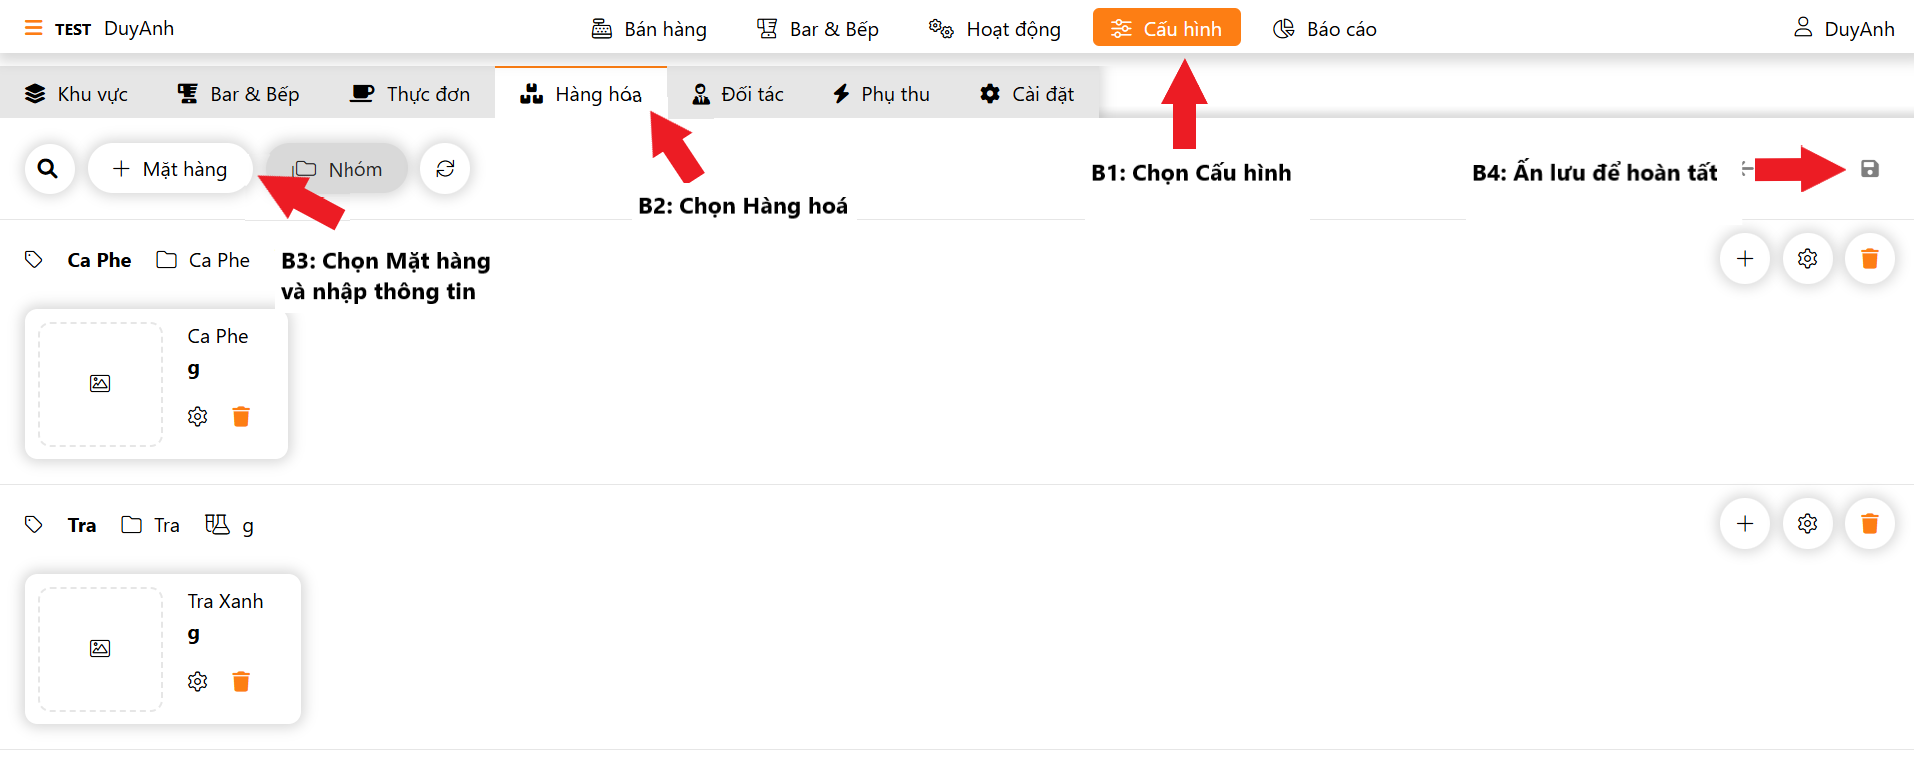 TEST DuyAnh
Bán hàng
Bar & Bếp
Hoạt động
Cấu hình
Báo cáo
DuyAnh
Khu vực
Bar & Bếp
Thực đơn
Hàng hóa
Đối tác
Phụ thu
Cài đặt
Mặt hàng
Nhóm
B1: Chọn Cấu hình
B4: Ấn lưu để hoàn tất
B2: Chọn Hàng hoá
Ca Phe
Ca Phe
B3: Chọn Mặt hàng
và nhập thông tin
Ca Phe
g
Tra
Tra
g
Tra Xanh
g